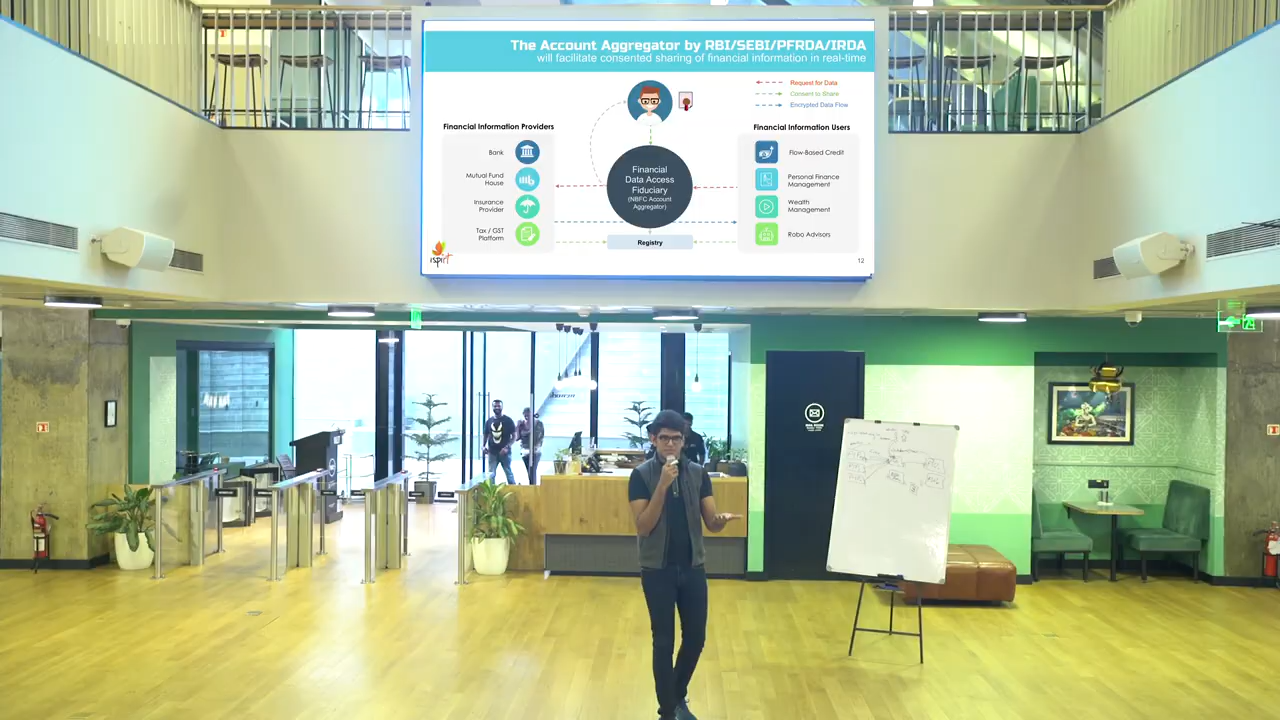 The Account Aggregator by RBI/SEBI/PFRDA/IRDA
will facilitate consented sharing of financial information in real-time
Request for Data
Consent to Share
Encrypted Data Flow
Financial Information Providers
Bank
Mutual Fund
House
Insurance
Provider
Tax / GST
Platform
Financial
Data Access
Fiduciary
(NBFC Account
Aggregator)
Registry
Financial Information Users
Flow-Based Credit
Personal Finance
Management
Wealth
Management
Robo Advisors
ispirt
12